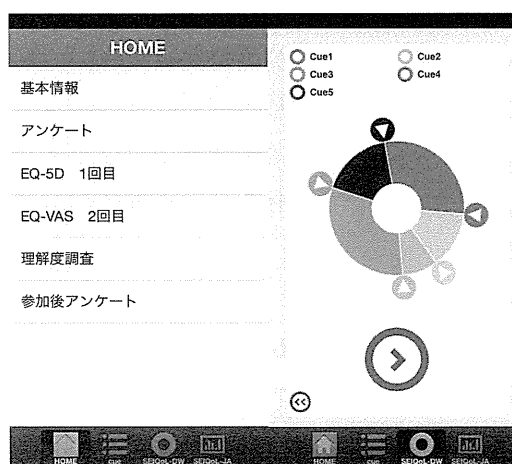 HOME
基本情報
アンケート
EQ-5D 1回目
EQ-VAS 2回目
理解度調査
参加後アンケート
HOME cue SEIQoL-DW SEIQoL-JA
Cue1 Cue2
Cue3 Cue4
Cue5
HOME cue SEIQoL-DW SEIQoL-JA